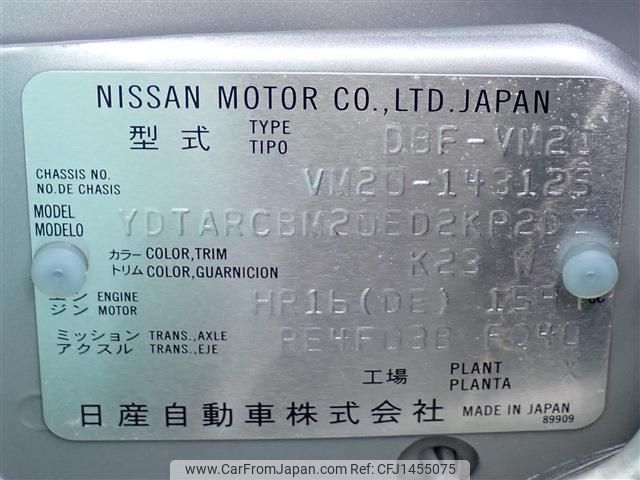 NISSAN MOTOR CO.,LTD.JAPAN
型式 TYPE TIPO DBF-VM20
CHASSIS NO. NO.DE CHASIS VM20-143125
MODEL MODELO
カラー COLOR,TRIM
トリム COLOR,GUARNICION K23
ジン ENGINE MOTOR HR16(DE)
ミッション TRANS.,AXLE
アクスル TRANS.,EJE RE4F03B
工場 PLANT PLANTA X
日産自動車株式会社 MADE IN JAPAN
89909
www.CarFromJapan.com - CFJ1455075